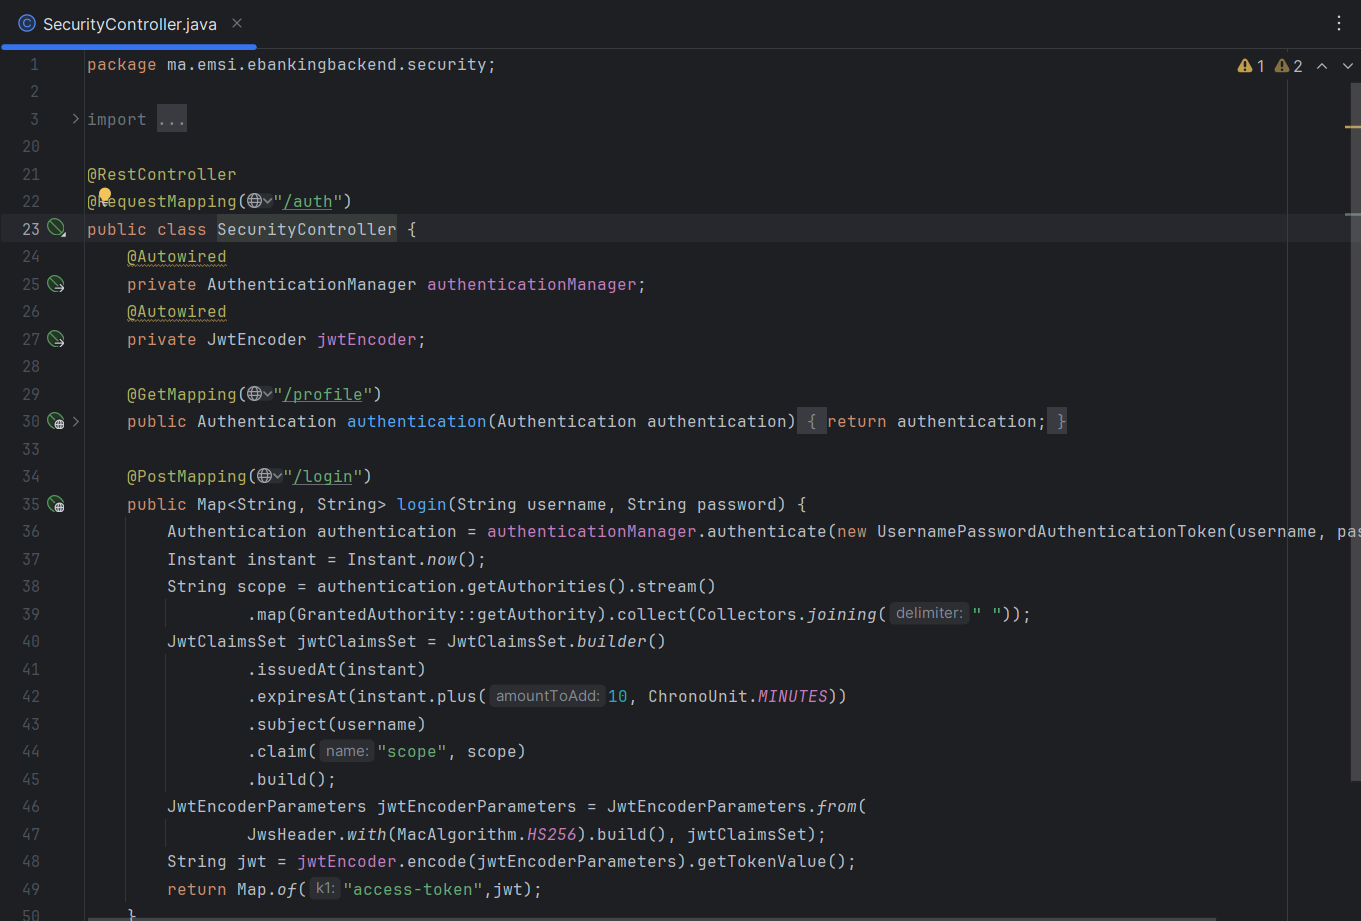 SecurityController.java
1 package ma.emsi.ebankingbackend.security; 1 2
2
3 import ...
20
21 @RestController
22 @RequestMapping("/auth")
23 public class SecurityController {
24 @Autowired
25 private AuthenticationManager authenticationManager;
26 @Autowired
27 private JwtEncoder jwtEncoder;
28
29 @GetMapping("/profile")
30 public Authentication authentication(Authentication authentication) { return authentication; }
33
34 @PostMapping("/login")
35 public Map<String, String> login(String username, String password) {
36 Authentication authentication = authenticationManager.authenticate(new UsernamePasswordAuthenticationToken(username, pas
37 Instant instant = Instant.now();
38 String scope = authentication.getAuthorities().stream()
39 .map(GrantedAuthority::getAuthority).collect(Collectors.joining( delimiter: " "));
40 JwtClaimsSet jwtClaimsSet = JwtClaimsSet.builder()
41 .issuedAt(instant)
42 .expiresAt(instant.plus( amountToAdd: 10, ChronoUnit.MINUTES))
43 .subject(username)
44 .claim( name: "scope", scope)
45 .build();
46 JwtEncoderParameters jwtEncoderParameters = JwtEncoderParameters.from(
47 JwsHeader.with(MacAlgorithm.HS256).build(), jwtClaimsSet);
48 String jwt = jwtEncoder.encode(jwtEncoderParameters).getTokenValue();
49 return Map.of( k1: "access-token",jwt);
50 }